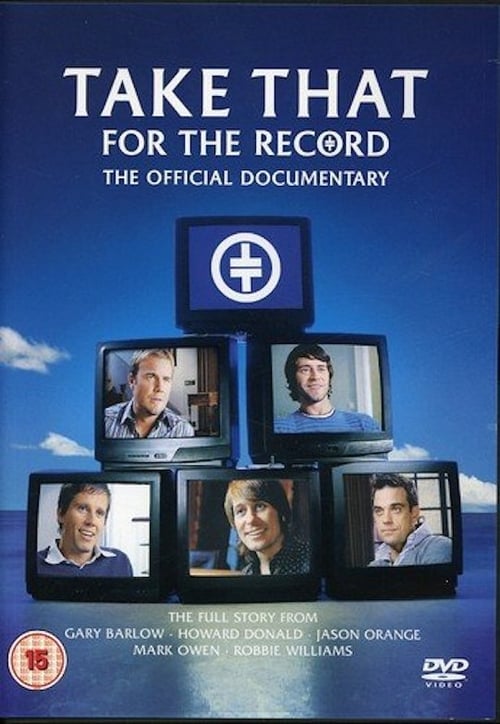 TAKE THAT
FOR THE RECORD
THE OFFICIAL DOCUMENTARY
THE FULL STORY FROM
GARY BARLOW · HOWARD DONALD · JASON ORANGE
MARK OWEN · ROBBIE WILLIAMS
15
DVD
VIDEO